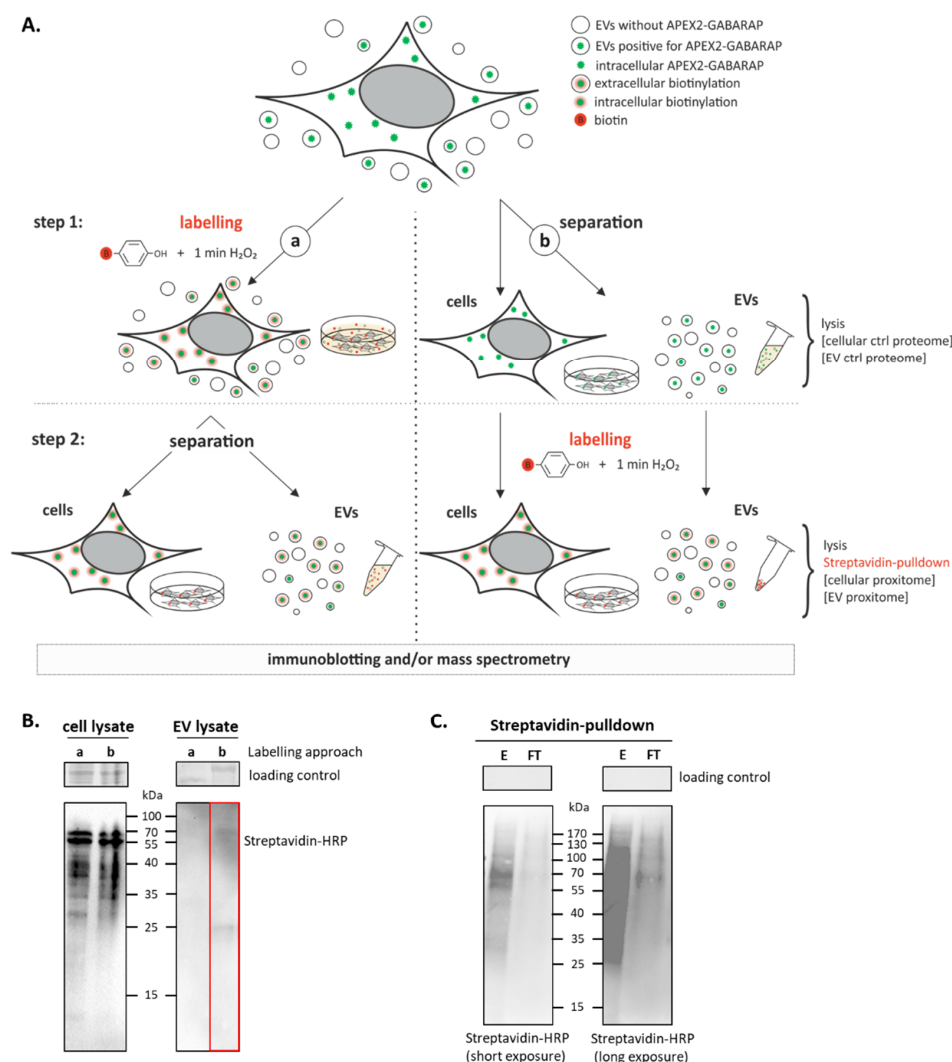 A.
EVs without APEX2-GABARAP
EVs positive for APEX2-GABARAP
intracellular APEX2-GABARAP
extracellular biotinylation
intracellular biotinylation
B biotin
step 1:
labelling
a
B OH + 1 min H₂O₂
b
separation
cells
EVs
lysis
[cellular ctrl proteome]
[EV ctrl proteome]
step 2:
separation
labelling
B OH + 1 min H₂O₂
cells
EVs
cells
EVs
lysis
Streptavidin-pulldown
[cellular proxitome]
[EV proxitome]
immunoblotting and/or mass spectrometry
B.
cell lysate
EV lysate
a b
a b
Labelling approach
loading control
kDa
100
70
55
40
35
25
15
Streptavidin-HRP
C.
Streptavidin-pulldown
E FT
E FT
loading control
kDa
170
130
100
70
55
40
35
25
15
Streptavidin-HRP
(short exposure)
Streptavidin-HRP
(long exposure)